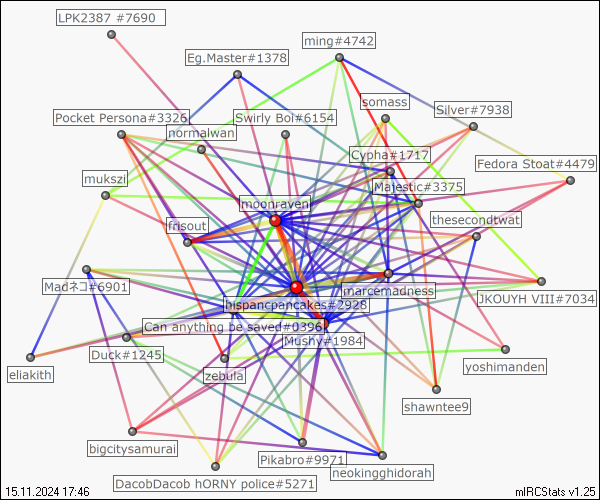 LPK2387 #7690
ming#4742
Eg.Master#1378
somass
Silver#7938
Pocket Persona#3326
Swirly Boi#6154
normalwan
Cypha#1717
Fedora Stoat#4479
mukszi
Majestic#3375
moonraven
thesecondtwat
frisout
Madネコ#6901
marcemadness
JKOUYH VIII#7034
hispancpancakes#2928
Can anything be saved#0396
Mushy#1984
Duck#1245
yoshimanden
eliakith
zebula
shawntee9
bigcitysamurai
Pikabro#9971
neokingghidorah
DacobDacob hORNY police#5271
15.11.2024 17:46
mIRCStats v1.25